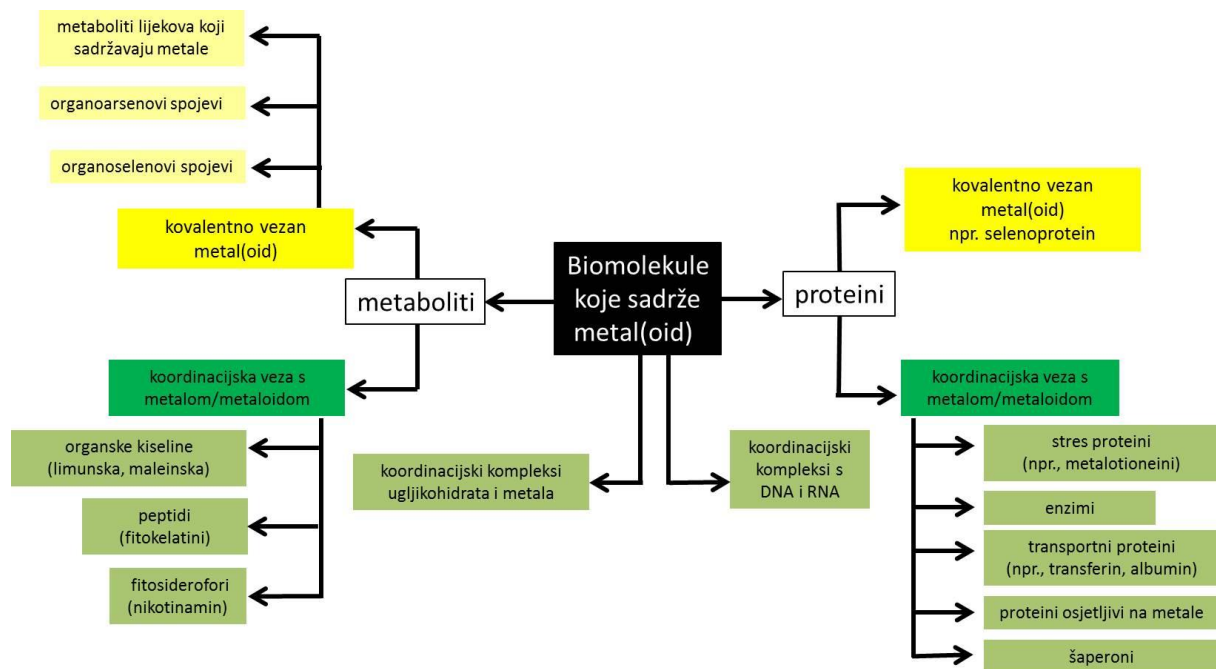 metaboliti lijekova koji
sadržavaju metale
organoarsenovi spojevi
organoselenovi spojevi
kovalentno vezan
metal(oid)
metaboliti
koordinacijska veza s
metalom/metaloidom
organske kiseline
(limunska, maleinska)
peptidi
(fitokelatini)
fitosiderofori
(nikotinamin)
Biomolekule
koje sadrže
metal(oid)
koordinacijski kompleksi
ugljikohidrata i metala
koordinacijski
kompleksi s
DNA i RNA
proteini
kovalentno vezan
metal(oid)
npr. selenoprotein
koordinacijska veza s
metalom/metaloidom
stres proteini
(npr., metalotioneini)
enzimi
transportni proteini
(npr., transferin, albumin)
proteini osjetljivi na metale
šaperoni